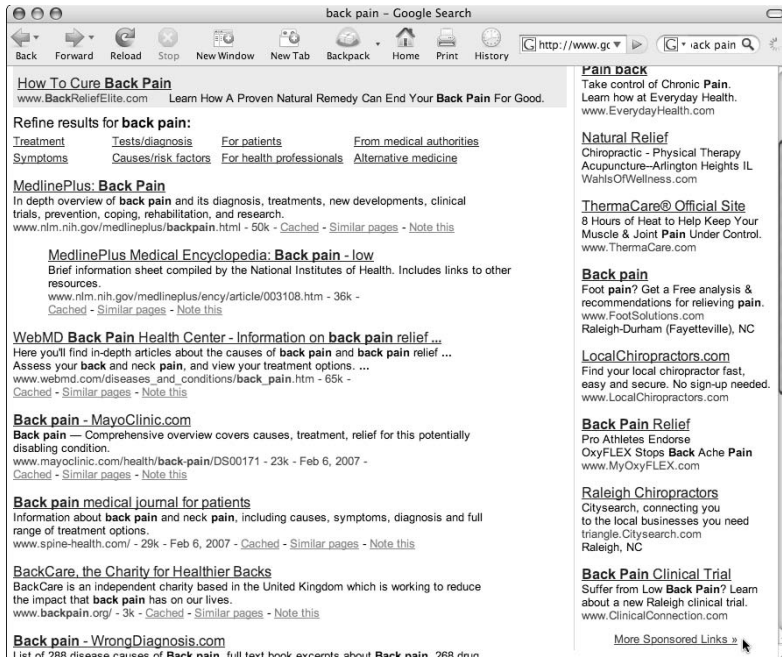 back pain – Google Search
Back Forward Reload Stop New Window New Tab Backpack Home Print History http://www.gc ack pain
How To Cure Back Pain
www.BackReliefElite.com Learn How A Proven Natural Remedy Can End Your Back Pain For Good.
Refine results for back pain:
Treatment Tests/diagnosis For patients From medical authorities
Symptoms Causes/risk factors For health professionals Alternative medicine
MedlinePlus: Back Pain
In depth overview of back pain and its diagnosis, treatments, new developments, clinical
trials, prevention, coping, rehabilitation, and research.
www.nlm.nih.gov/medlineplus/backpain.html - 50k - Cached - Similar pages - Note this
MedlinePlus Medical Encyclopedia: Back pain - low
Brief information sheet compiled by the National Institutes of Health. Includes links to other
resources.
www.nlm.nih.gov/medlineplus/ency/article/003108.htm - 36k -
Cached - Similar pages - Note this
WebMD Back Pain Health Center - Information on back pain relief ...
Here you'll find in-depth articles about the causes of back pain and back pain relief ...
Assess your back and neck pain, and view your treatment options. ...
www.webmd.com/diseases_and_conditions/back_pain.htm - 65k -
Cached - Similar pages - Note this
Back pain - MayoClinic.com
Back pain — Comprehensive overview covers causes, treatment, relief for this potentially
disabling condition.
www.mayoclinic.com/health/back-pain/DS00171 - 23k - Feb 6, 2007 -
Cached - Similar pages - Note this
Back pain medical journal for patients
Information about back pain and neck pain, including causes, symptoms, diagnosis and full
range of treatment options.
www.spine-health.com/ - 29k - Feb 6, 2007 - Cached - Similar pages - Note this
BackCare, the Charity for Healthier Backs
BackCare is an independent charity based in the United Kingdom which is working to reduce
the impact that back pain has on our lives.
www.backpain.org/ - 3k - Cached - Similar pages - Note this
Back pain - WrongDiagnosis.com
List of 288 disease causes of Back pain, full text book excerpts about Back pain, 268 drug
Pain back
Take control of Chronic Pain.
Learn how at Everyday Health.
www.EverydayHealth.com
Natural Relief
Chiropractic - Physical Therapy
Acupuncture--Arlington Heights IL
WahlsOfWellness.com
ThermaCare® Official Site
8 Hours of Heat to Help Keep Your
Muscle & Joint Pain Under Control.
www.ThermaCare.com
Back pain
Foot pain? Get a Free analysis &
recommendations for relieving pain.
www.FootSolutions.com
Raleigh-Durham (Fayetteville), NC
LocalChiropractors.com
Find your local chiropractor fast,
easy and secure. No sign-up needed.
www.LocalChiropractors.com
Back Pain Relief
Pro Athletes Endorse
OxyFLEX Stops Back Ache Pain
www.MyOxyFLEX.com
Raleigh Chiropractors
Citysearch, connecting you
to the local businesses you need
triangle.Citysearch.com
Raleigh, NC
Back Pain Clinical Trial
Suffer from Low Back Pain? Learn
about a new Raleigh clinical trial.
www.ClinicalConnection.com
More Sponsored Links »